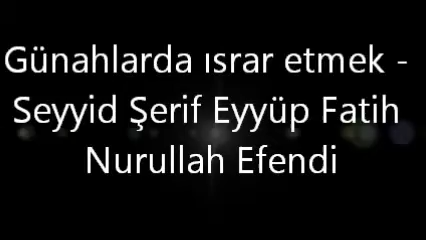 Günahlarda ısrar etmek -
Seyyid Şerif Eyyüp Fatih
Nurullah Efendi